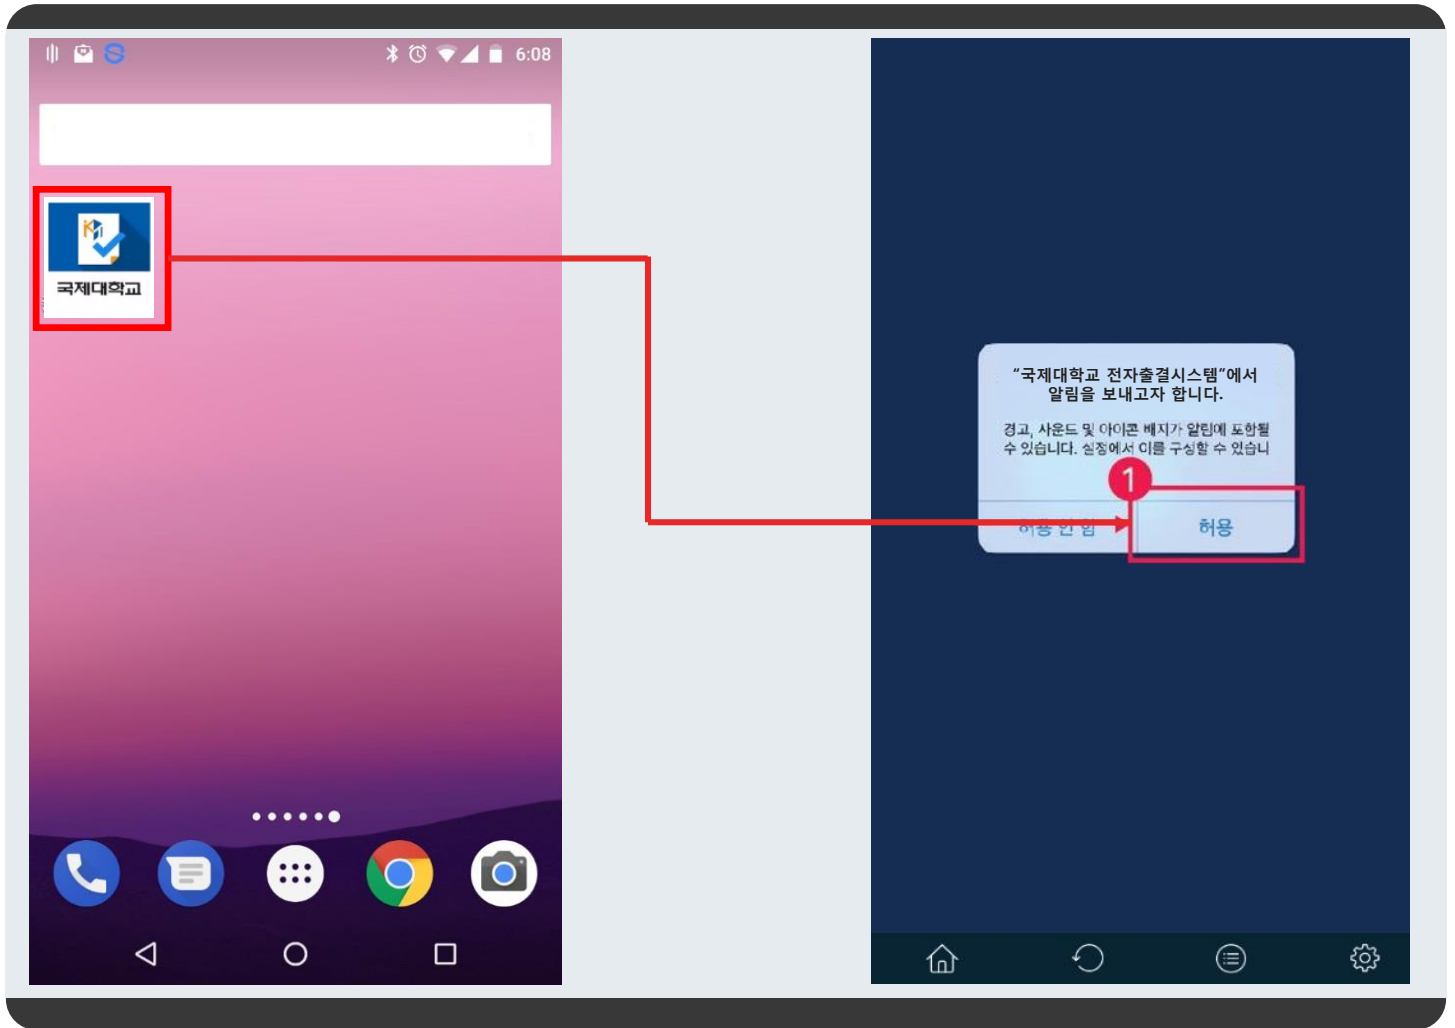 6:08
국제대학교
“국제대학교 전자출결시스템”에서
알림을 보내고자 합니다.
경고, 사운드 및 아이콘 배지가 알림에 포함될
수 있습니다. 설정에서 이를 구성할 수 있습니
1
허용 안 함
허용